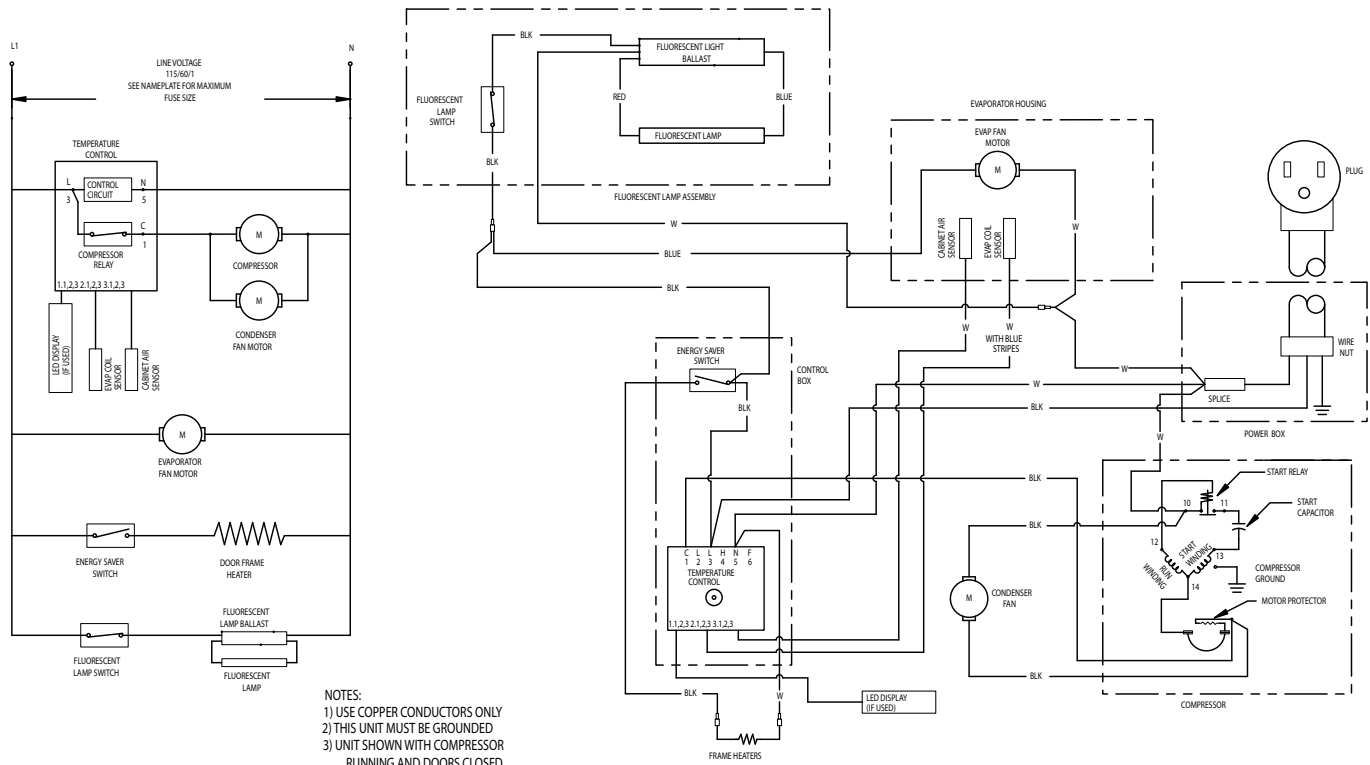 L1
N
LINE VOLTAGE
115/60/1
SEE NAMEPLATE FOR MAXIMUM
FUSE SIZE
TEMPERATURE
CONTROL
L
3
CONTROL
CIRCUIT
N
5
C
1
COMPRESSOR
RELAY
1.1,2,3 2.1,2,3 3.1,2,3
M
COMPRESSOR
M
CONDENSER
FAN MOTOR
LED DISPLAY
(IF USED)
EVAP COIL
SENSOR
CABINET AIR
SENSOR
M
EVAPORATOR
FAN MOTOR
ENERGY SAVER
SWITCH
DOOR FRAME
HEATER
FLUORESCENT
LAMP SWITCH
FLUORESCENT
LAMP BALLAST
FLUORESCENT
LAMP
NOTES:
1) USE COPPER CONDUCTORS ONLY
2) THIS UNIT MUST BE GROUNDED
3) UNIT SHOWN WITH COMPRESSOR
RUNNING AND DOORS CLOSED
BLK
FLUORESCENT LIGHT
BALLAST
FLUORESCENT
LAMP
SWITCH
RED
BLUE
FLUORESCENT LAMP
BLK
FLUORESCENT LAMP ASSEMBLY
W
BLUE
BLK
EVAPORATOR HOUSING
EVAP FAN
MOTOR
M
CABINET AIR
SENSOR
EVAP COIL
SENSOR
W
W
W
WITH BLUE
STRIPES
PLUG
WIRE
NUT
W
SPLICE
POWER BOX
W
BLK
W
ENERGY SAVER
SWITCH
CONTROL
BOX
BLK
BLK
C L L H N F
1 2 3 4 5 6
TEMPERATURE
CONTROL
1.1,2,3 2.1,2,3 3.1,2,3
BLK
W
FRAME HEATERS
LED DISPLAY
(IF USED)
BLK
M
CONDENSER
FAN
BLK
START RELAY
10
11
START
CAPACITOR
12
START
WINDING
RUN
WINDING
13
14
COMPRESSOR
GROUND
MOTOR PROTECTOR
COMPRESSOR